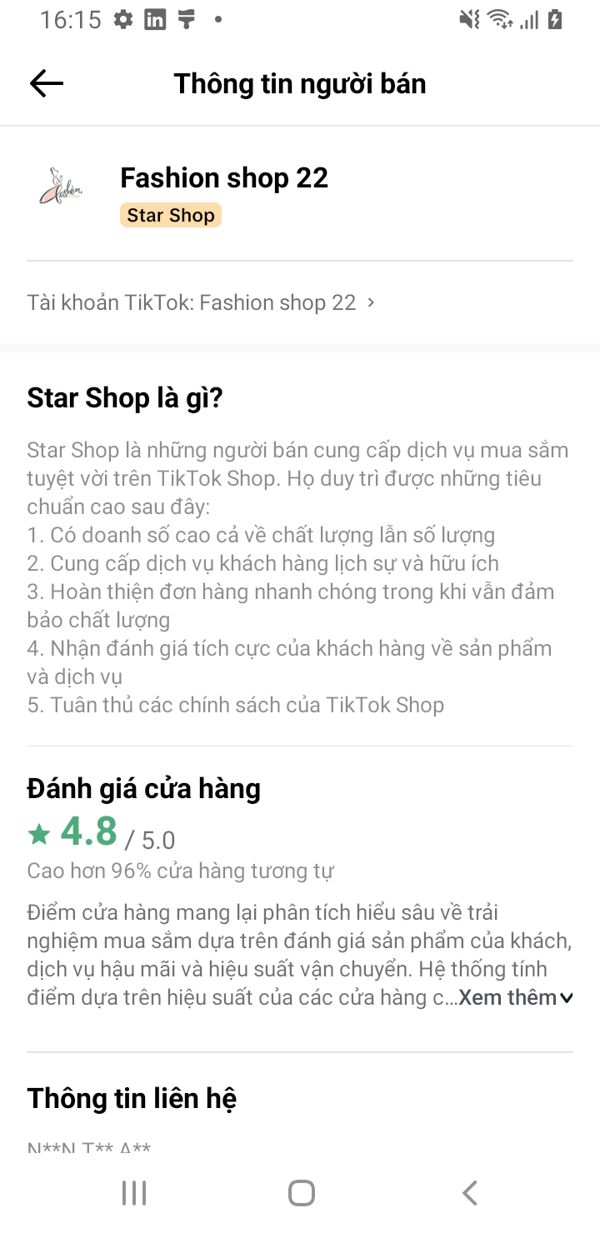 16:15
Thông tin người bán
Fashion
Fashion shop 22
Star Shop
Tài khoản TikTok: Fashion shop 22 >
Star Shop là gì?
Star Shop là những người bán cung cấp dịch vụ mua sắm
tuyệt vời trên TikTok Shop. Họ duy trì được những tiêu
chuẩn cao sau đây:
1. Có doanh số cao cả về chất lượng lẫn số lượng
2. Cung cấp dịch vụ khách hàng lịch sự và hữu ích
3. Hoàn thiện đơn hàng nhanh chóng trong khi vẫn đảm
bảo chất lượng
4. Nhận đánh giá tích cực của khách hàng về sản phẩm
và dịch vụ
5. Tuân thủ các chính sách của TikTok Shop
Đánh giá cửa hàng
4.8 / 5.0
Cao hơn 96% cửa hàng tương tự
Điểm cửa hàng mang lại phân tích hiểu sâu về trải
nghiệm mua sắm dựa trên đánh giá sản phẩm của khách,
dịch vụ hậu mãi và hiệu suất vận chuyển. Hệ thống tính
điểm dựa trên hiệu suất của các cửa hàng c...Xem thêm
Thông tin liên hệ
N**N T** A**